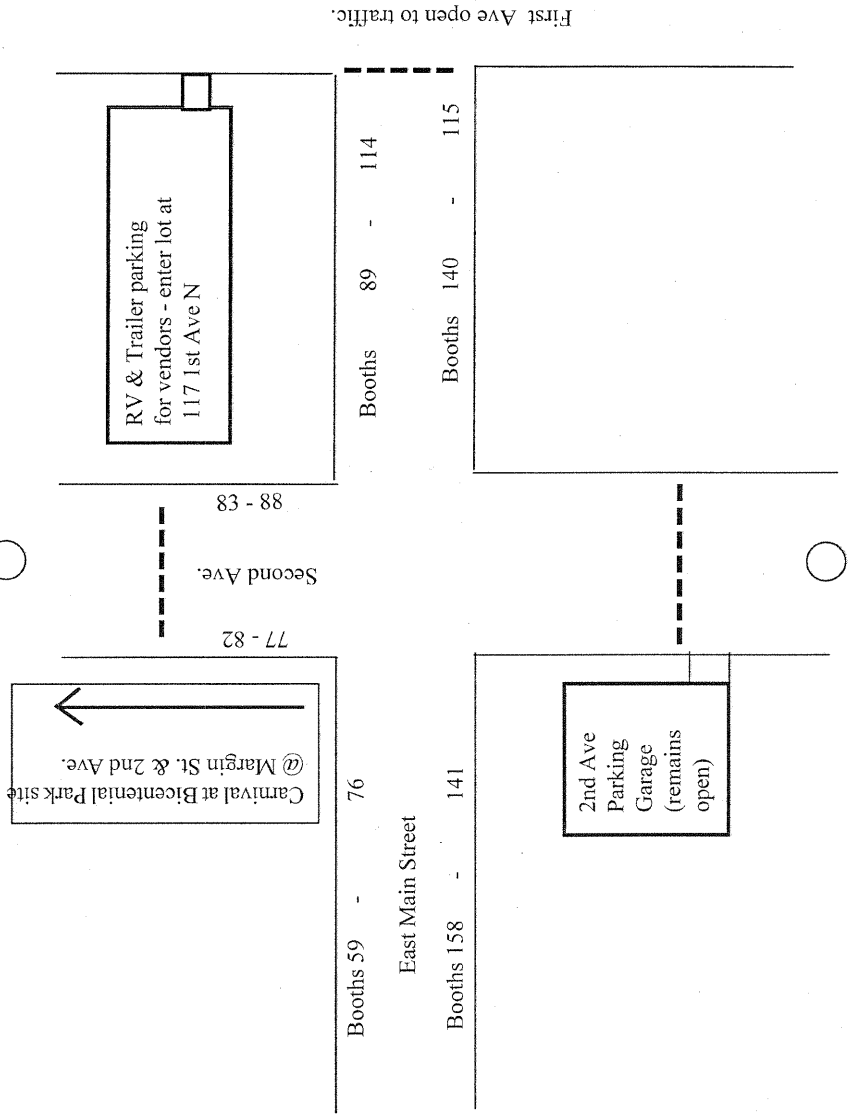 First Ave open to traffic.
RV & Trailer parking
for vendors - enter lot at
117 1st Ave N
Booths 89 - 114
Booths 140 - 115
83 - 88
Second Ave.
77 - 82
Carnival at Bicentenial Park site
@ Margin St. & 2nd Ave.
Booths 59 - 76
East Main Street
Booths 158 - 141
2nd Ave
Parking
Garage
(remains
open)